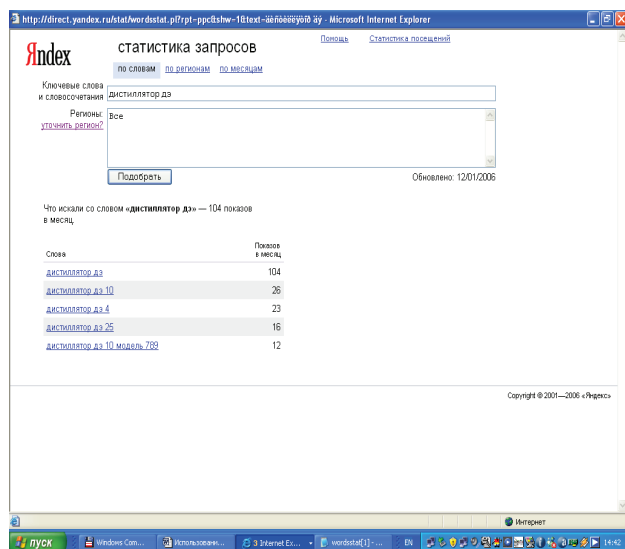 http://direct.yandex.ru/stat/wordsstat.pl?rpt=ppc&shw=1&text= - Microsoft Internet Explorer
Помощь Статистика посещений
Яndex
статистика запросов
по словам по регионам по месяцам
Ключевые слова
и словосочетания
дистиллятор дэ
Регионы:
уточнить регион?
Все
Подобрать
Обновлено: 12/01/2006
Что искали со словом «дистиллятор дэ» — 104 показов
в месяц.
Слова Показов
в месяц
дистиллятор дэ 104
дистиллятор дэ 10 26
дистиллятор дэ 4 23
дистиллятор дэ 25 16
дистиллятор дэ 10 модель 789 12
Copyright © 2001—2006 «Яндекс»
Интернет
пуск
Windows Com...
Использовани...
3 Internet Ex...
wordsstat[1] - ...
EN
14:42